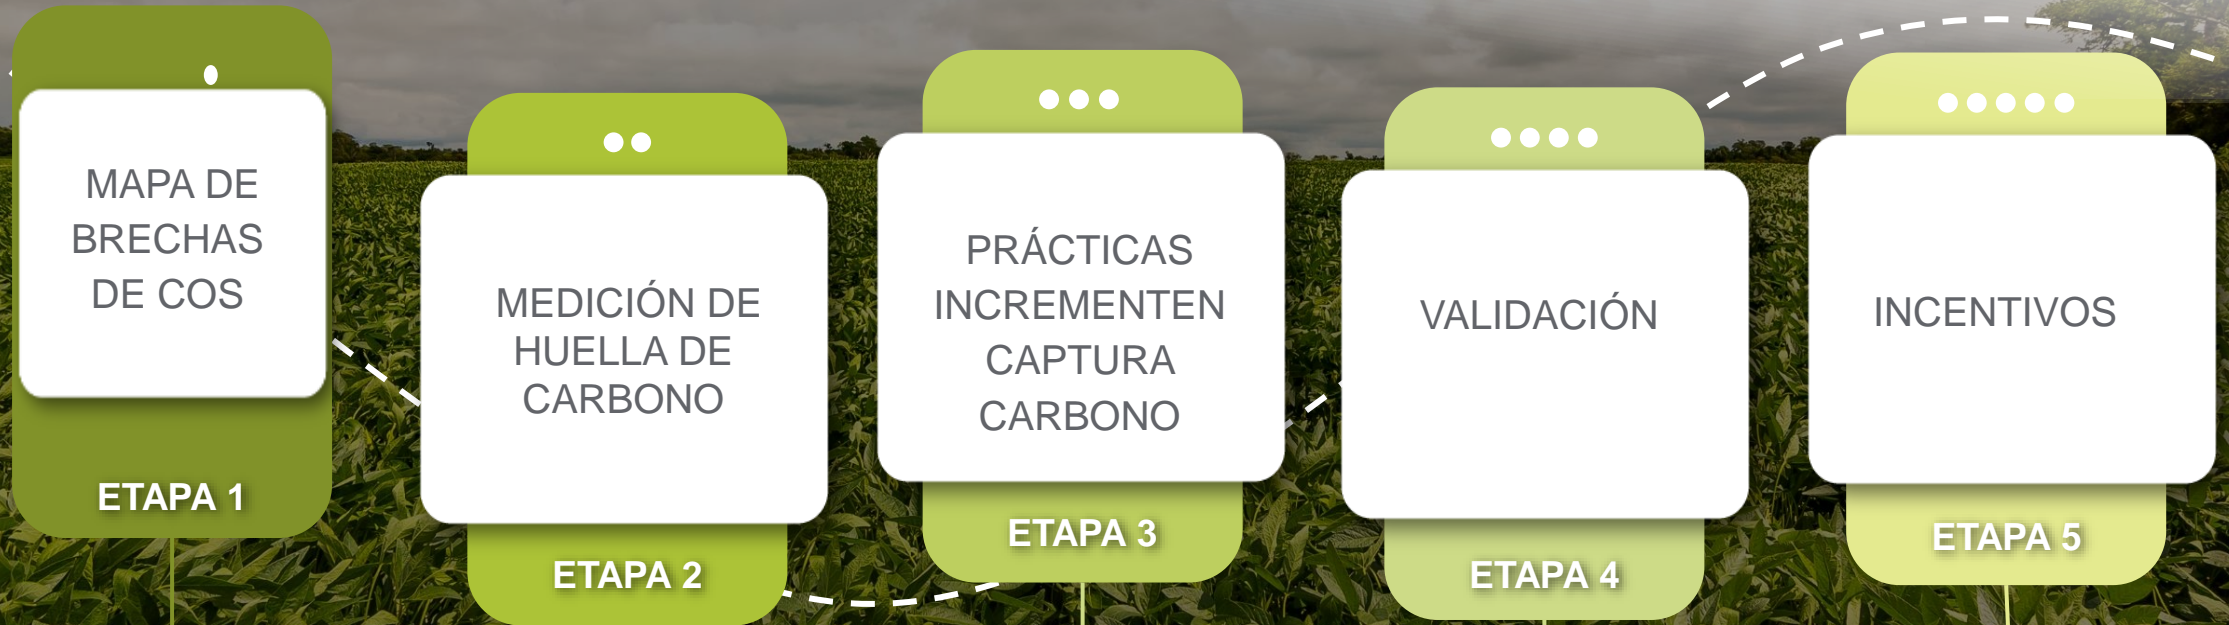 MAPA DE
BRECHAS
DE COS
ETAPA 1
MEDICIÓN DE
HUELLA DE
CARBONO
ETAPA 2
PRÁCTICAS
INCREMENTEN
CAPTURA
CARBONO
ETAPA 3
VALIDACIÓN
ETAPA 4
INCENTIVOS
ETAPA 5